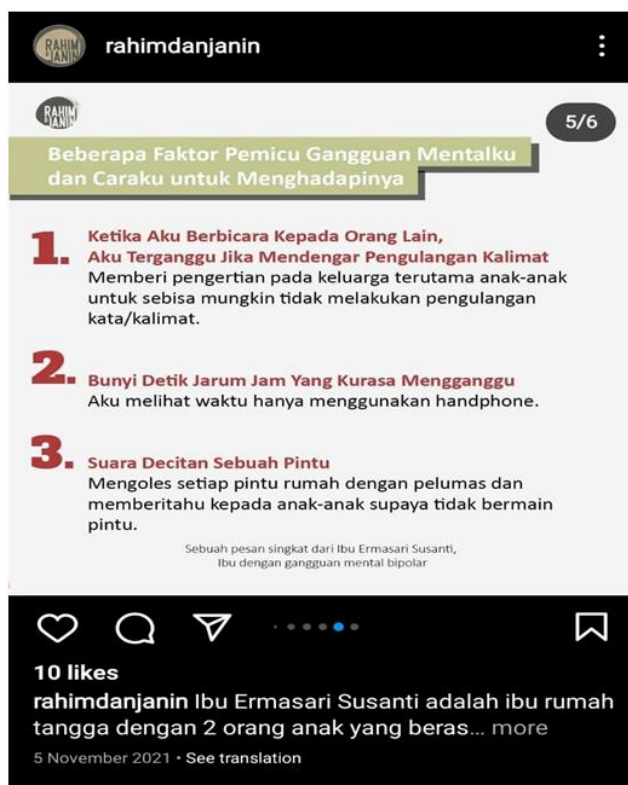 RAHIM
&JANIN
rahimdanjanin
RAHIM
&JANIN
5/6
Beberapa Faktor Pemicu Gangguan Mentalku
dan Caraku untuk Menghadapinya
1. Ketika Aku Berbicara Kepada Orang Lain,
Aku Terganggu Jika Mendengar Pengulangan Kalimat
Memberi pengertian pada keluarga terutama anak-anak
untuk sebisa mungkin tidak melakukan pengulangan
kata/kalimat.
2. Bunyi Detik Jarum Jam Yang Kurasa Mengganggu
Aku melihat waktu hanya menggunakan handphone.
3. Suara Decitan Sebuah Pintu
Mengoles setiap pintu rumah dengan pelumas dan
memberitahu kepada anak-anak supaya tidak bermain
pintu.
Sebuah pesan singkat dari Ibu Ermasari Susanti,
Ibu dengan gangguan mental bipolar
10 likes
rahimdanjanin Ibu Ermasari Susanti adalah ibu rumah
tangga dengan 2 orang anak yang beras... more
5 November 2021 • See translation